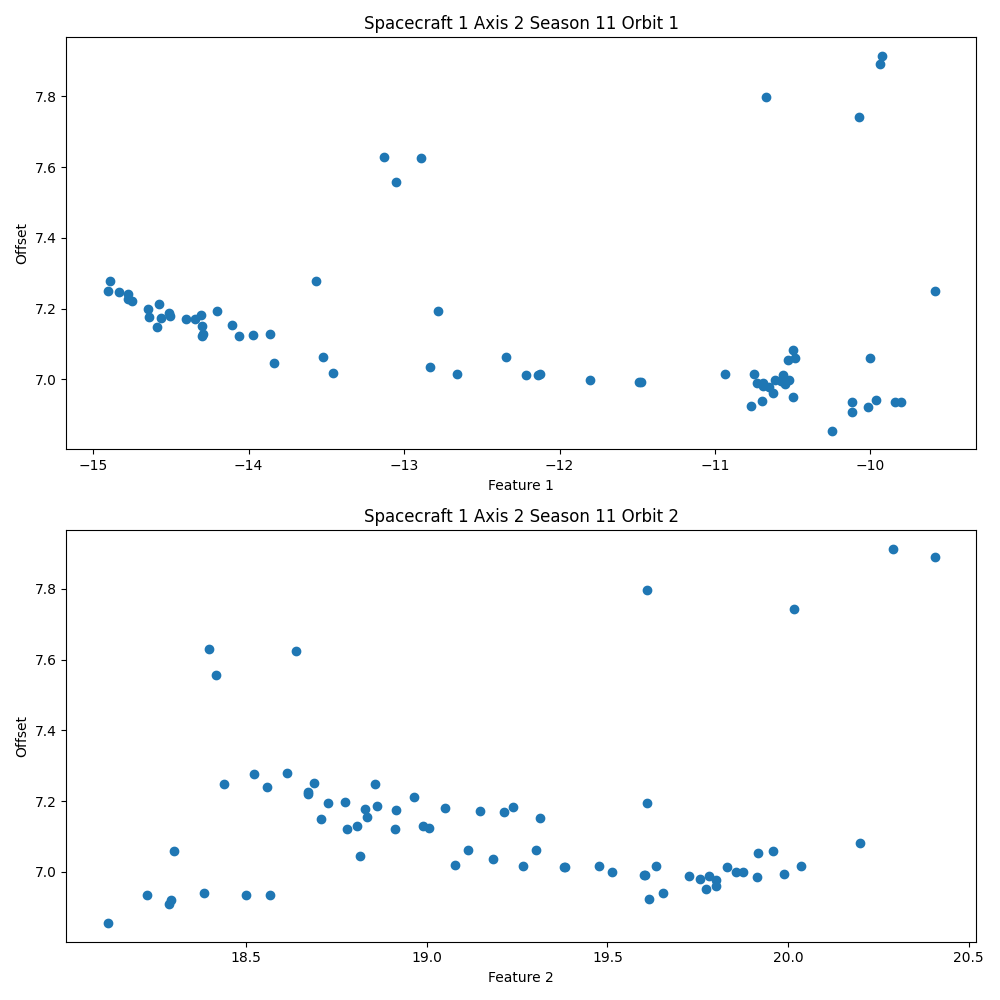 Spacecraft 1 Axis 2 Season 11 Orbit 1
7.8
7.6
7.4
7.2
7.0
Offset
−15 −14 −13 −12 −11 −10
Feature 1
Spacecraft 1 Axis 2 Season 11 Orbit 2
7.8
7.6
7.4
7.2
7.0
Offset
18.5 19.0 19.5 20.0 20.5
Feature 2